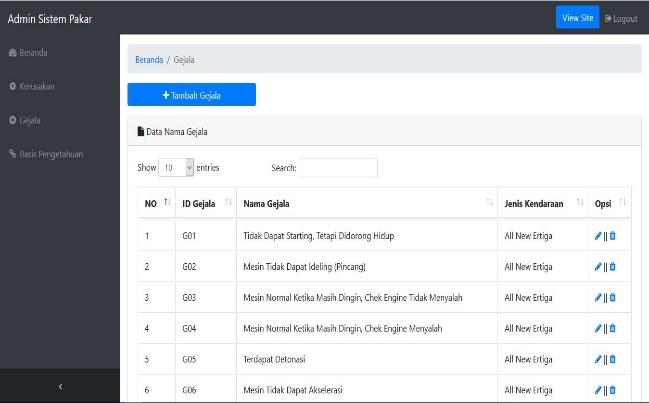 Admin Sistem Pakar
View Site
Logout
Beranda
Kerusakan
Gejala
Basis Pengetahuan
Beranda / Gejala
+ Tambah Gejala
Data Nama Gejala
Show 10 entries
Search:
NO ID Gejala Nama Gejala Jenis Kendaraan Opsi
1 G01 Tidak Dapat Starting, Tetapi Didorong Hidup All New Ertiga ||
2 G02 Mesin Tidak Dapat Ideling (Pincang) All New Ertiga ||
3 G03 Mesin Normal Ketika Masih Dingin, Chek Engine Tidak Menyalah All New Ertiga ||
4 G04 Mesin Normal Ketika Masih Dingin, Chek Engine Menyalah All New Ertiga ||
5 G05 Terdapat Detonasi All New Ertiga ||
6 G06 Mesin Tidak Dapat Akselerasi All New Ertiga ||